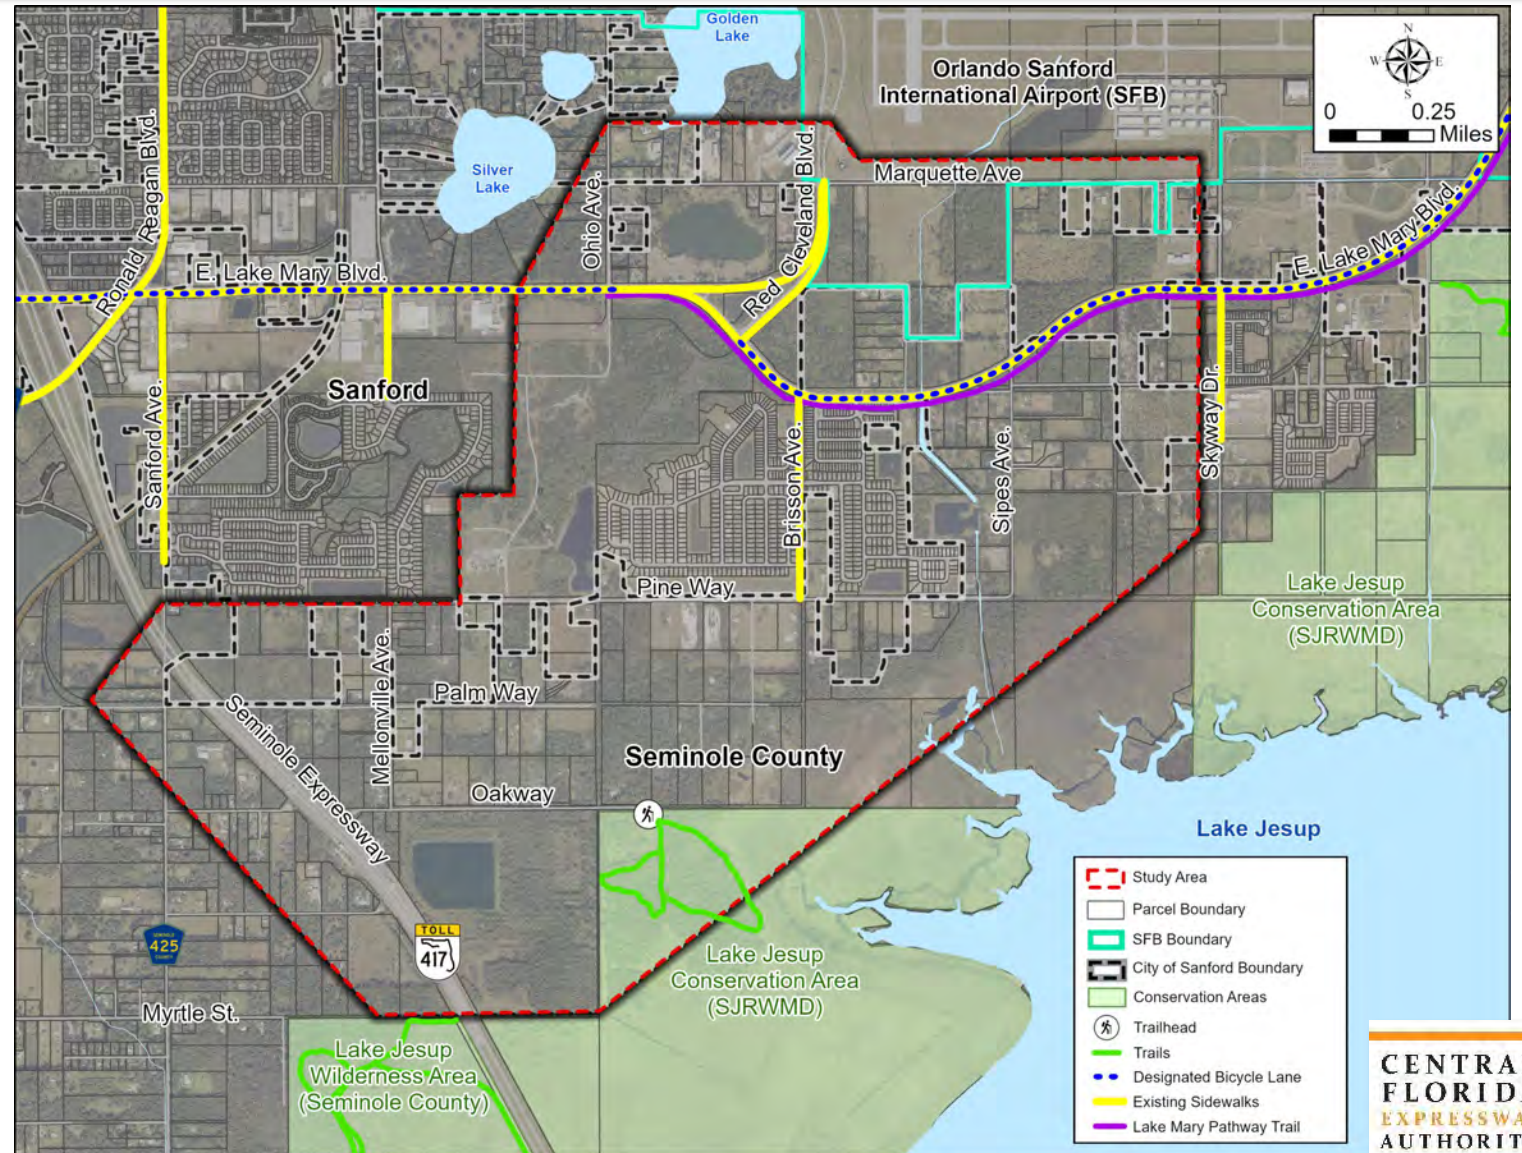 Golden
Lake
Orlando Sanford
International Airport (SFB)
N
W E
S
0 0.25
Miles
Silver
Lake
Ronald Reagan Blvd.
Ohio Ave.
Red Cleveland Blvd.
Marquette Ave
E. Lake Mary Blvd.
E. Lake Mary Blvd.
Sanford
Sanford Ave.
Brisson Ave.
Sipes Ave.
Skyway Dr.
Pine Way
Lake Jesup
Conservation Area
(SJRWMD)
Mellonville Ave.
Palm Way
Seminole Expressway
Seminole County
Oakway
Lake Jesup
TOLL
417
SEMINOLE
425
COUNTY
Lake Jesup
Conservation Area
(SJRWMD)
Myrtle St.
Lake Jesup
Wilderness Area
(Seminole County)
Study Area
Parcel Boundary
SFB Boundary
City of Sanford Boundary
Conservation Areas
Trailhead
Trails
Designated Bicycle Lane
Existing Sidewalks
Lake Mary Pathway Trail
CENTRA
FLORID
EXPRESSWA
AUTHORIT